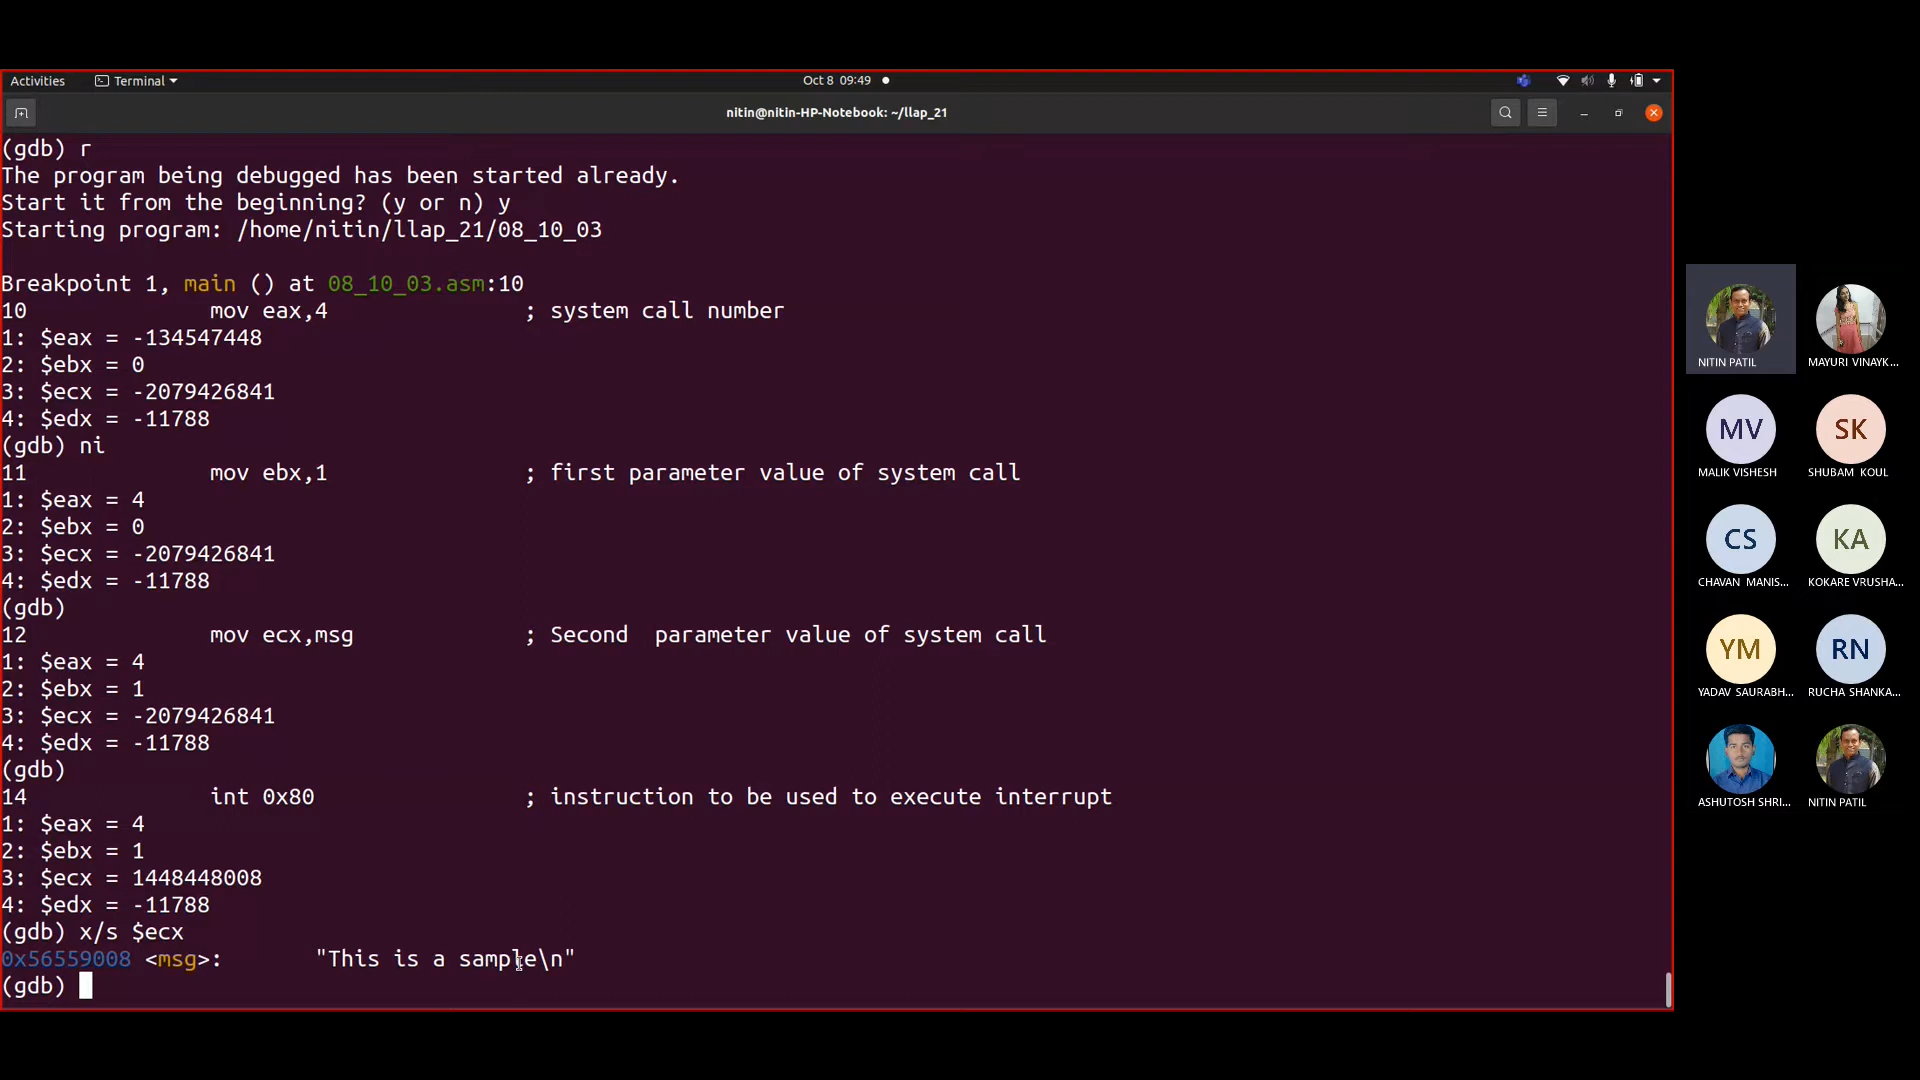 Activities Terminal Oct 8 09:49
nitin@nitin-HP-Notebook: ~/llap_21
(gdb) r
The program being debugged has been started already.
Start it from the beginning? (y or n) y
Starting program: /home/nitin/llap_21/08_10_03
Breakpoint 1, main () at 08_10_03.asm:10
10 mov eax,4 ; system call number
1: $eax = -134547448
2: $ebx = 0
3: $ecx = -2079426841
4: $edx = -11788
(gdb) ni
11 mov ebx,1 ; first parameter value of system call
1: $eax = 4
2: $ebx = 0
3: $ecx = -2079426841
4: $edx = -11788
(gdb)
12 mov ecx,msg ; Second  parameter value of system call
1: $eax = 4
2: $ebx = 1
3: $ecx = -2079426841
4: $edx = -11788
(gdb)
14 int 0x80 ; instruction to be used to execute interrupt
1: $eax = 4
2: $ebx = 1
3: $ecx = 1448448008
4: $edx = -11788
(gdb) x/s $ecx
0x56559008 <msg>: "This is a sample\n"
(gdb)
NITIN PATIL MAYURI VINAYK...
MV SK
MALIK VISHESH SHUBAM KOUL
CS KA
CHAVAN MANIS... KOKARE VRUSHA...
YM RN
YADAV SAURABH... RUCHA SHANKA...
ASHUTOSH SHRI... NITIN PATIL